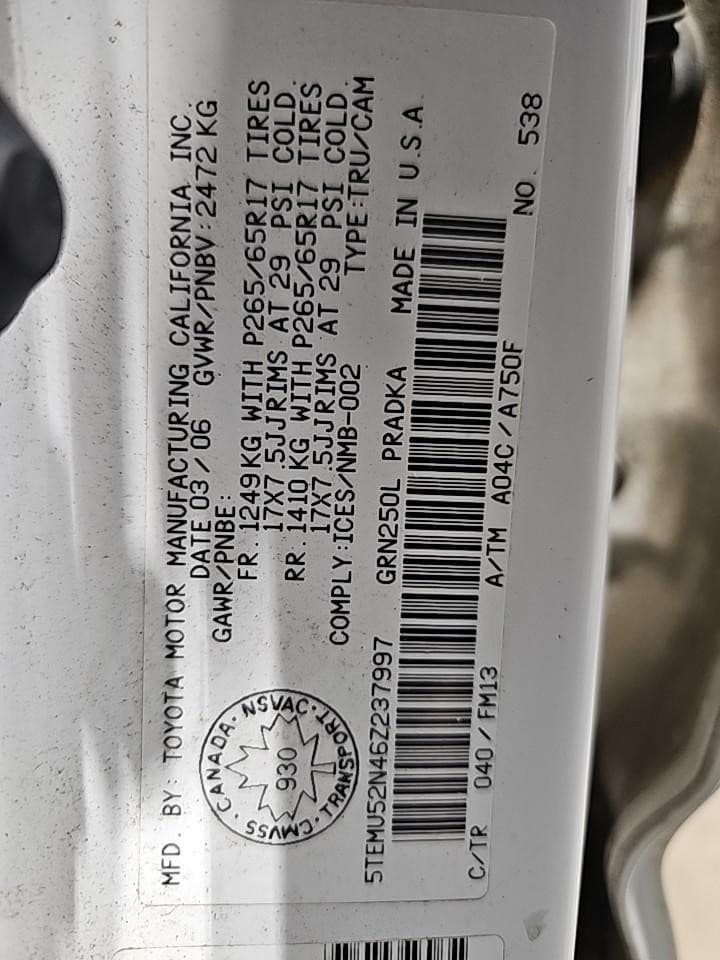 MFD. BY: TOYOTA MOTOR MANUFACTURING CALIFORNIA INC.
DATE 03/06 GVWR/PNBV:2472 KG
GAWR/PNBE:
FR. 1249KG WITH P265/65R17 TIRES
17X7.5JJRIMS AT 29 PSI COLD.
RR. 1410 KG WITH P265/65R17 TIRES
17X7.5JJRIMS AT 29 PSI COLD.
COMPLY:ICES/NMB-002 TYPE:TRU/CAM
CANADA · NSVAC · TRANSPORT · CMVSS ·
930
5TEMU52N46Z237997 GRN250L PRADKA MADE IN U.S.A.
C/TR 040/FM13 A/TM A04C/A750F
NO. 538